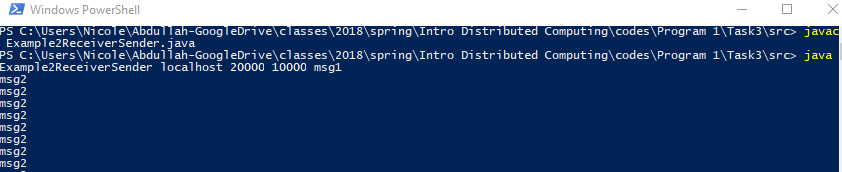 Windows PowerShell
PS C:\Users\Nicole\Abdullah-GoogleDrive\classes\2018\spring\Intro Distributed Computing\codes\Program 1\Task3\src> javac
Example2ReceiverSender.java
PS C:\Users\Nicole\Abdullah-GoogleDrive\classes\2018\spring\Intro Distributed Computing\codes\Program 1\Task3\src> java
Example2ReceiverSender localhost 20000 10000 msg1
msg2
msg2
msg2
msg2
msg2
msg2
msg2
msg2